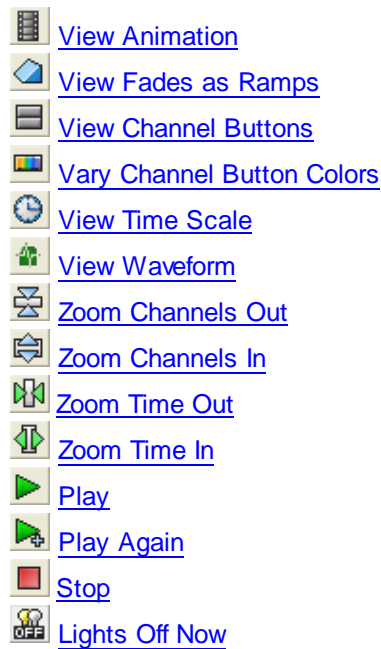 View Animation
View Fades as Ramps
View Channel Buttons
Vary Channel Button Colors
View Time Scale
View Waveform
Zoom Channels Out
Zoom Channels In
Zoom Time Out
Zoom Time In
Play
Play Again
Stop
OFF Lights Off Now